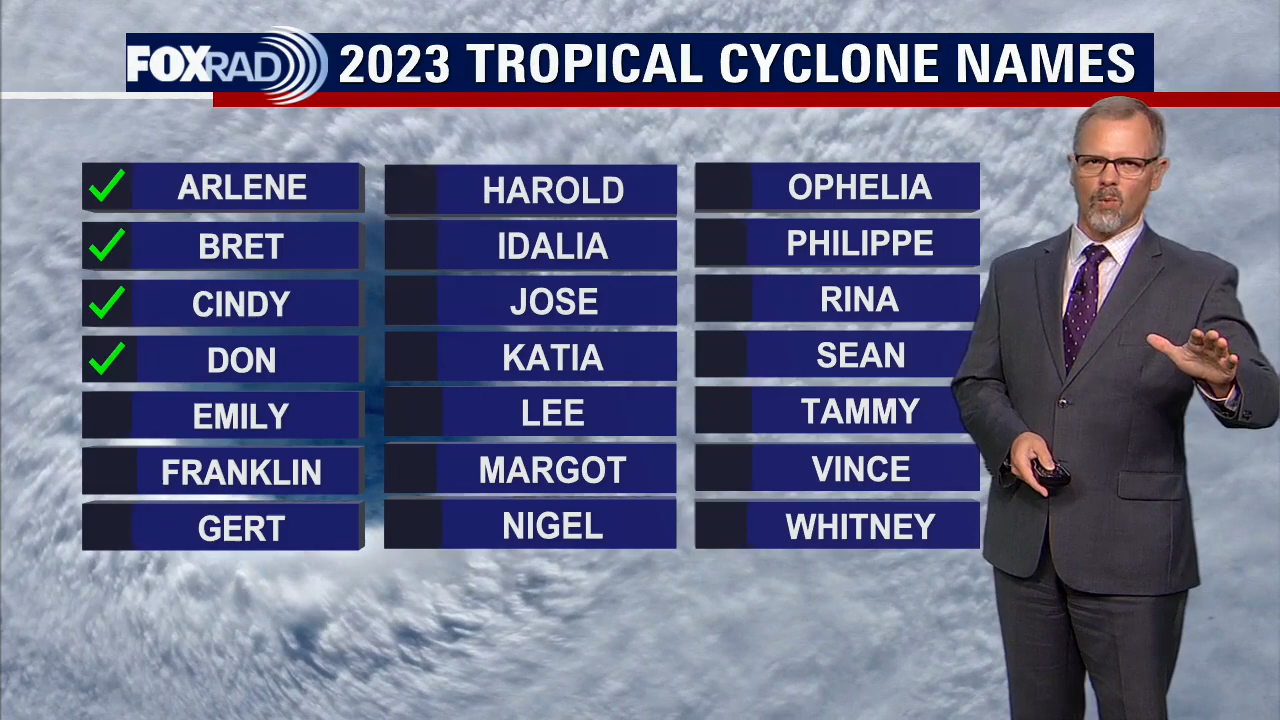 FOXRAD 2023 TROPICAL CYCLONE NAMES
ARLENE
BRET
CINDY
DON
EMILY
FRANKLIN
GERT
HAROLD
IDALIA
JOSE
KATIA
LEE
MARGOT
NIGEL
OPHELIA
PHILIPPE
RINA
SEAN
TAMMY
VINCE
WHITNEY